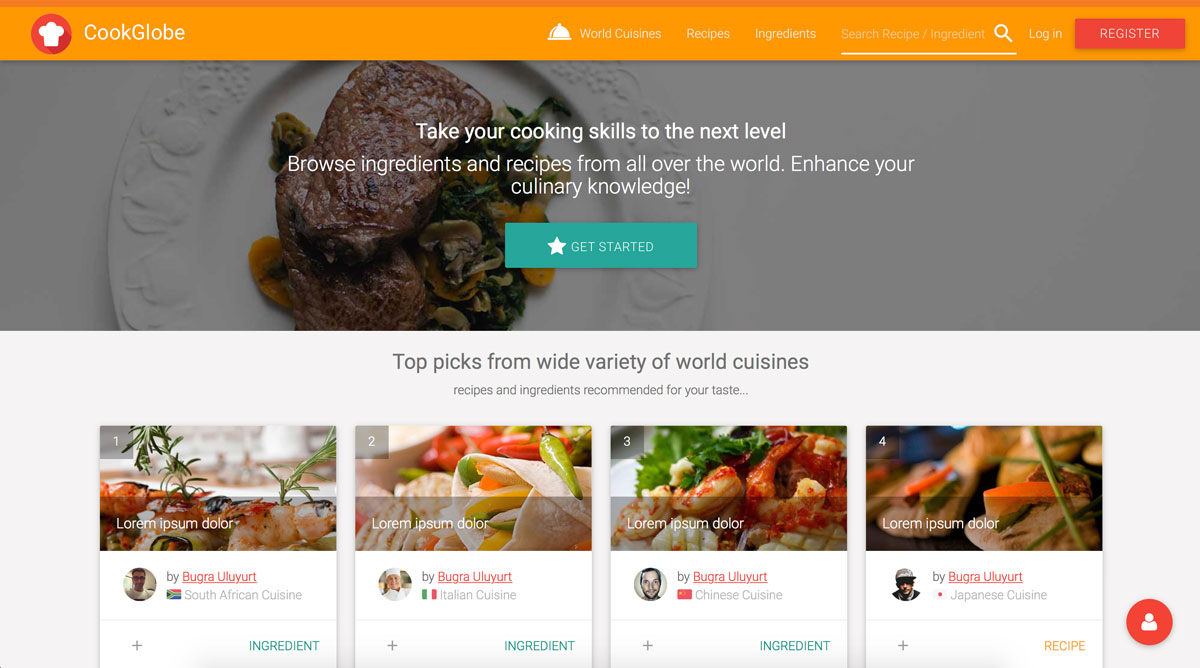 CookGlobe
World Cuisines
Recipes
Ingredients
Search Recipe / Ingredient
Log in
REGISTER
Take your cooking skills to the next level
Browse ingredients and recipes from all over the world. Enhance your
culinary knowledge!
GET STARTED
Top picks from wide variety of world cuisines
recipes and ingredients recommended for your taste...
1
Lorem ipsum dolor
by Bugra Uluyurt
South African Cuisine
+
INGREDIENT
2
Lorem ipsum dolor
by Bugra Uluyurt
Italian Cuisine
+
INGREDIENT
3
Lorem ipsum dolor
by Bugra Uluyurt
Chinese Cuisine
+
INGREDIENT
4
Lorem ipsum dolor
by Bugra Uluyurt
Japanese Cuisine
+
RECIPE